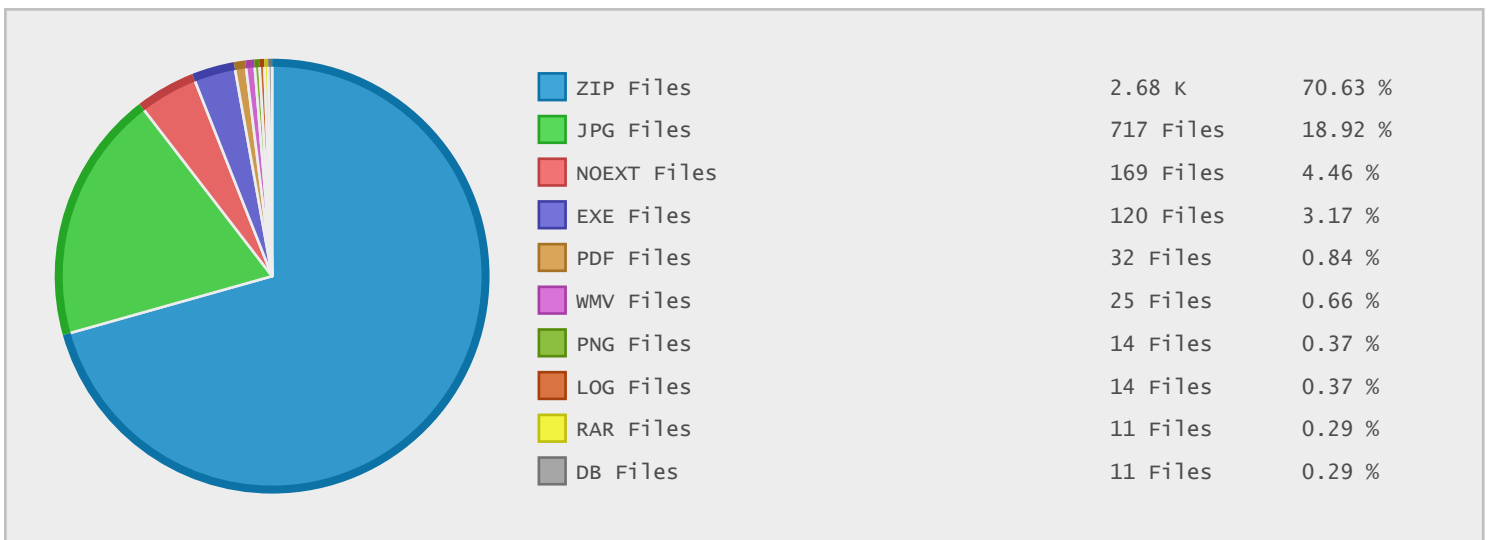 ZIP Files 2.68 K 70.63 %
JPG Files 717 Files 18.92 %
NOEXT Files 169 Files 4.46 %
EXE Files 120 Files 3.17 %
PDF Files 32 Files 0.84 %
WMV Files 25 Files 0.66 %
PNG Files 14 Files 0.37 %
LOG Files 14 Files 0.37 %
RAR Files 11 Files 0.29 %
DB Files 11 Files 0.29 %